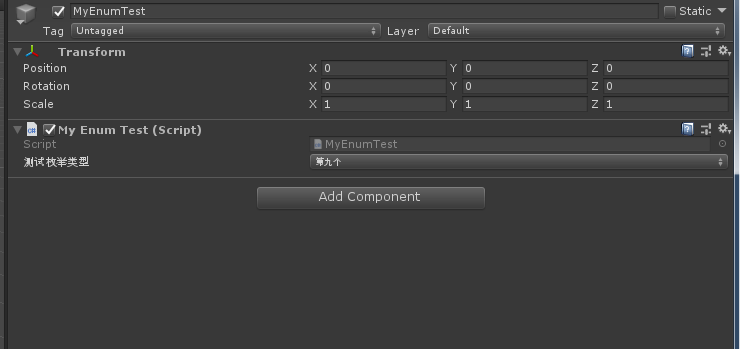 MyEnumTest Static
Tag Untagged Layer Default
Transform
Position X 0 Y 0 Z 0
Rotation X 0 Y 0 Z 0
Scale X 1 Y 1 Z 1
C# My Enum Test (Script)
Script MyEnumTest
测试枚举类型 第九个
Add Component